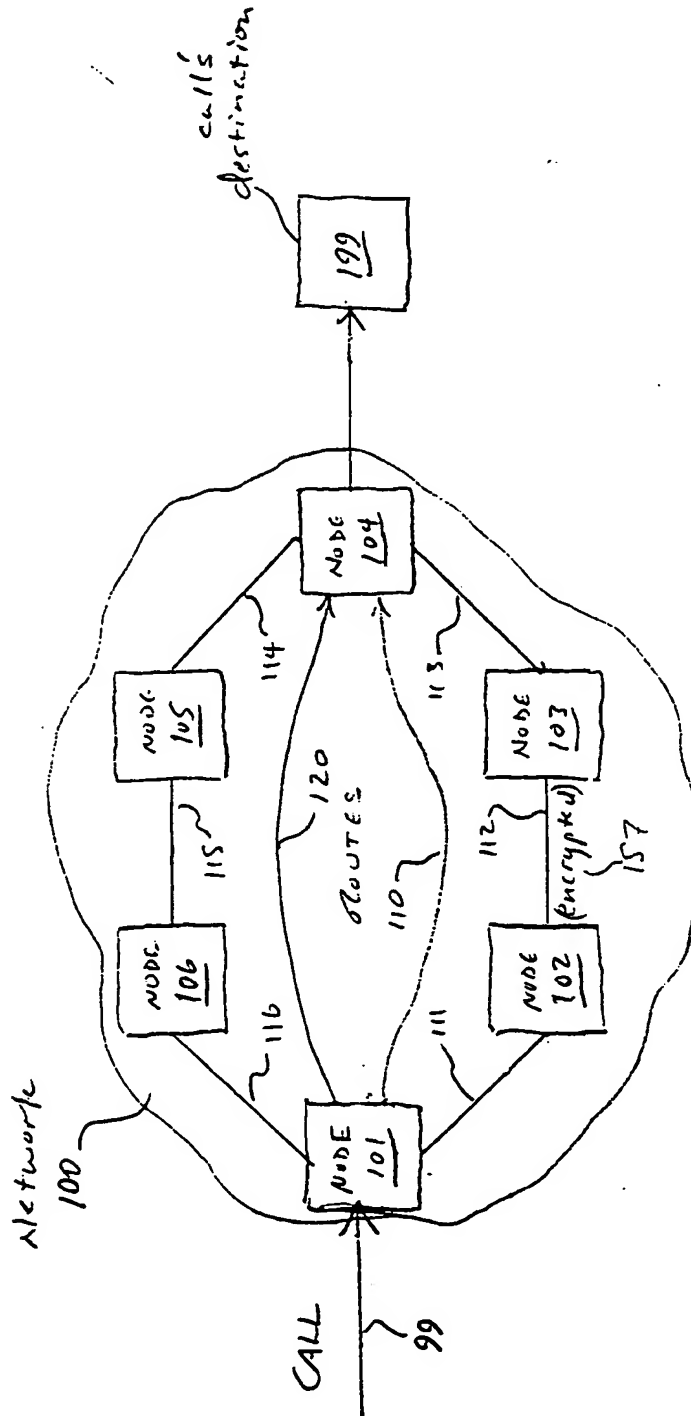 Network
100
CALL
99
NODE
101
116
111
NODE
106
NODE
102
115
120
ROUTES
110
112
(encrypted)
157
NODE
105
NODE
103
114
113
NODE
104
199
call's
destination